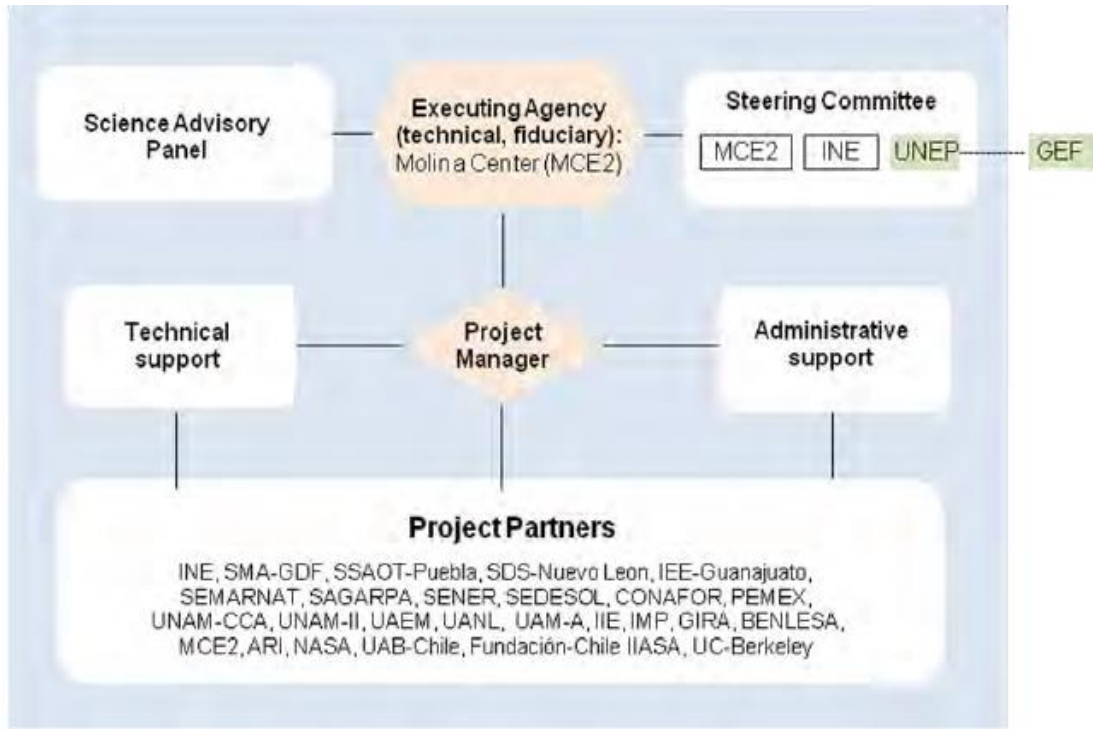 Science Advisory
Panel
Executing Agency
(technical, fiduciary):
Molina Center (MCE2)
Steering Committee
MCE2 INE UNEP GEF
Technical
support
Project
Manager
Administrative
support
Project Partners
INE, SMA-GDF, SSAOT-Puebla, SDS-Nuevo Leon, IEE-Guanajuato,
SEMARNAT, SAGARPA, SENER, SEDESOL, CONAFOR, PEMEX,
UNAM-CCA, UNAM-II, UAEM, UANL, UAM-A, IIE, IMP, GIRA, BENLESA,
MCE2, ARI, NASA, UAB-Chile, Fundación-Chile IIASA, UC-Berkeley